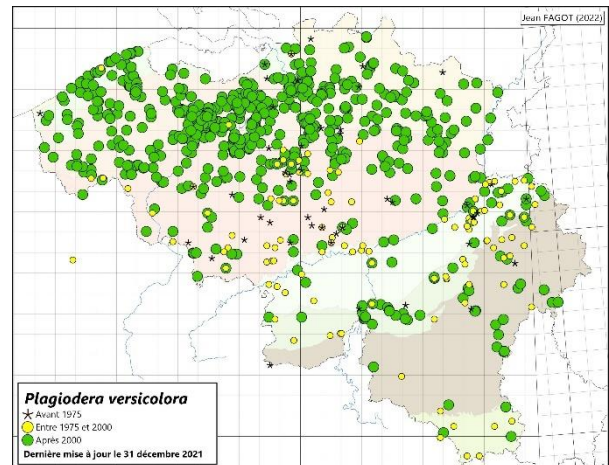 Jean FAGOT (2022)
Plagiodera versicolora
Avant 1975
Entre 1975 et 2000
Après 2000
Dernière mise à jour le 31 décembre 2021